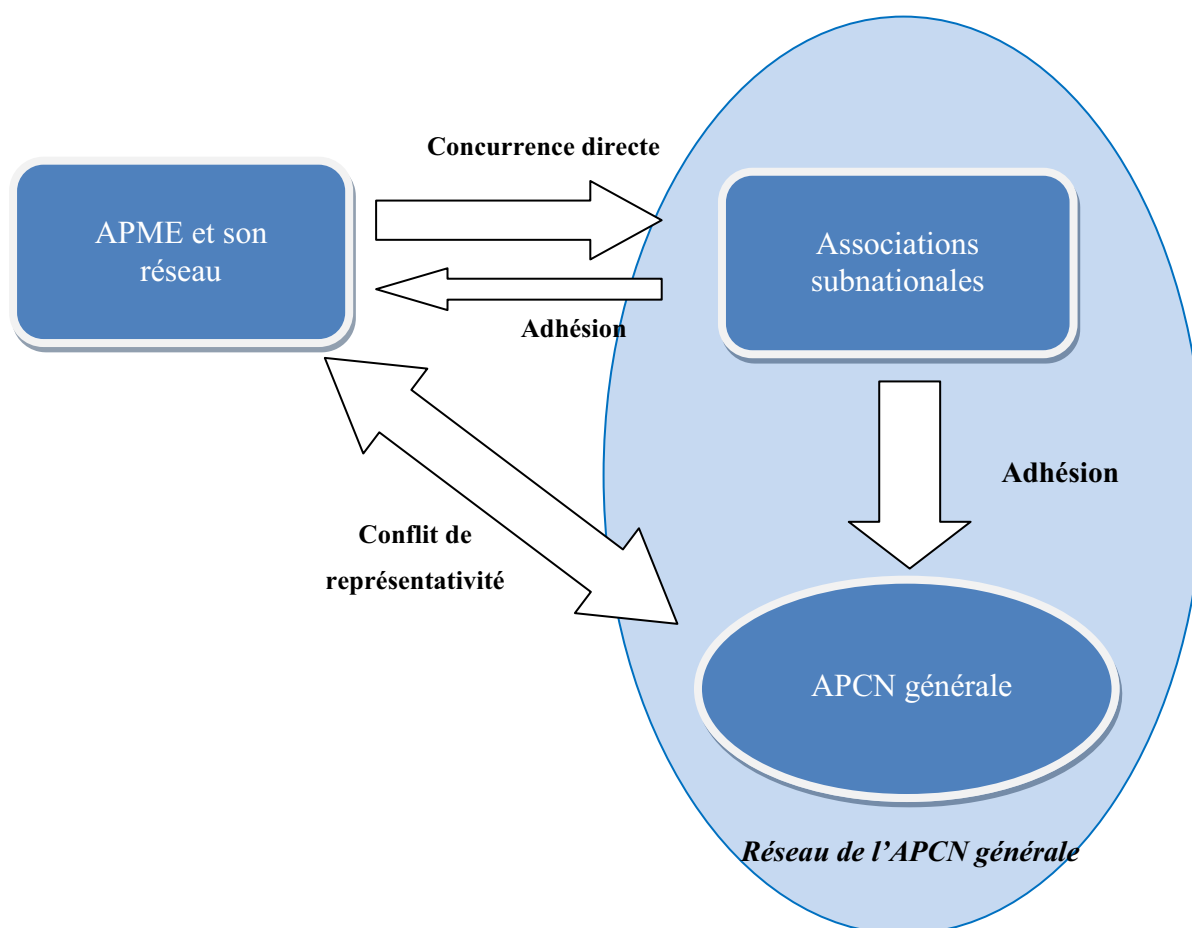 Concurrence directe
APME et son
réseau
Associations
subnationales
Adhésion
Adhésion
Conflit de
représentativité
APCN générale
Réseau de l’APCN générale